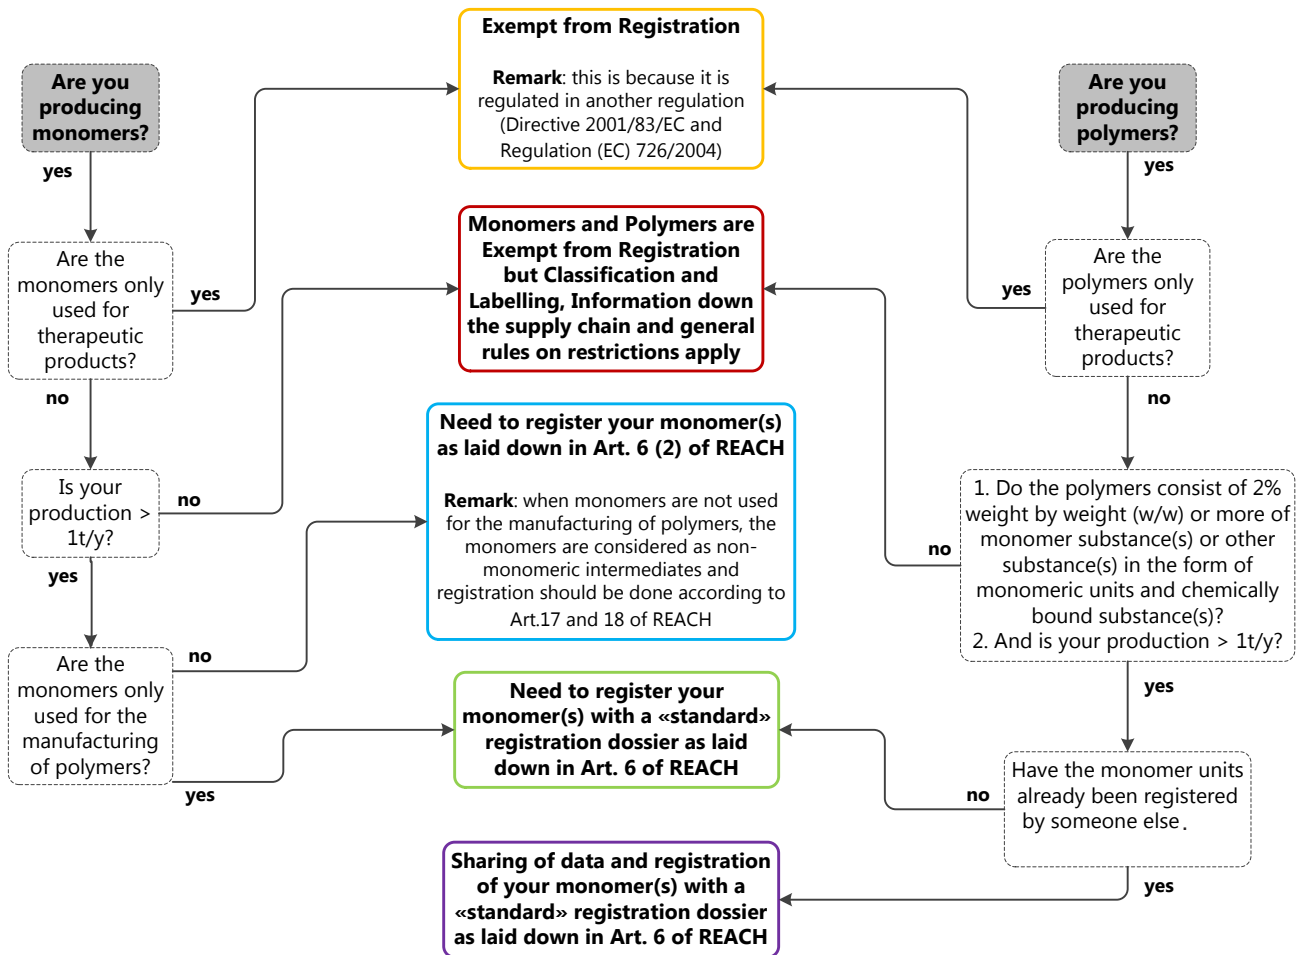 Are you
producing
monomers?
yes
Are the
monomers only
used for
therapeutic
products?
yes
no
Is your
production >
1t/y?
no
yes
Are the
monomers only
used for the
manufacturing
of polymers?
no
yes
Exempt from Registration
Remark: this is because it is
regulated in another regulation
(Directive 2001/83/EC and
Regulation (EC) 726/2004)
Monomers and Polymers are
Exempt from Registration
but Classification and
Labelling, Information down
the supply chain and general
rules on restrictions apply
Need to register your monomer(s)
as laid down in Art. 6 (2) of REACH
Remark: when monomers are not used
for the manufacturing of polymers, the
monomers are considered as non-
monomeric intermediates and
registration should be done according to
Art.17 and 18 of REACH
Need to register your
monomer(s) with a «standard»
registration dossier as laid
down in Art. 6 of REACH
Sharing of data and registration
of your monomer(s) with a
«standard» registration dossier
as laid down in Art. 6 of REACH
Are you
producing
polymers?
yes
Are the
polymers only
used for
therapeutic
products?
yes
no
1. Do the polymers consist of 2%
weight by weight (w/w) or more of
monomer substance(s) or other
substance(s) in the form of
monomeric units and chemically
bound substance(s)?
2. And is your production > 1t/y?
no
yes
Have the monomer units
already been registered
by someone else.
no
yes